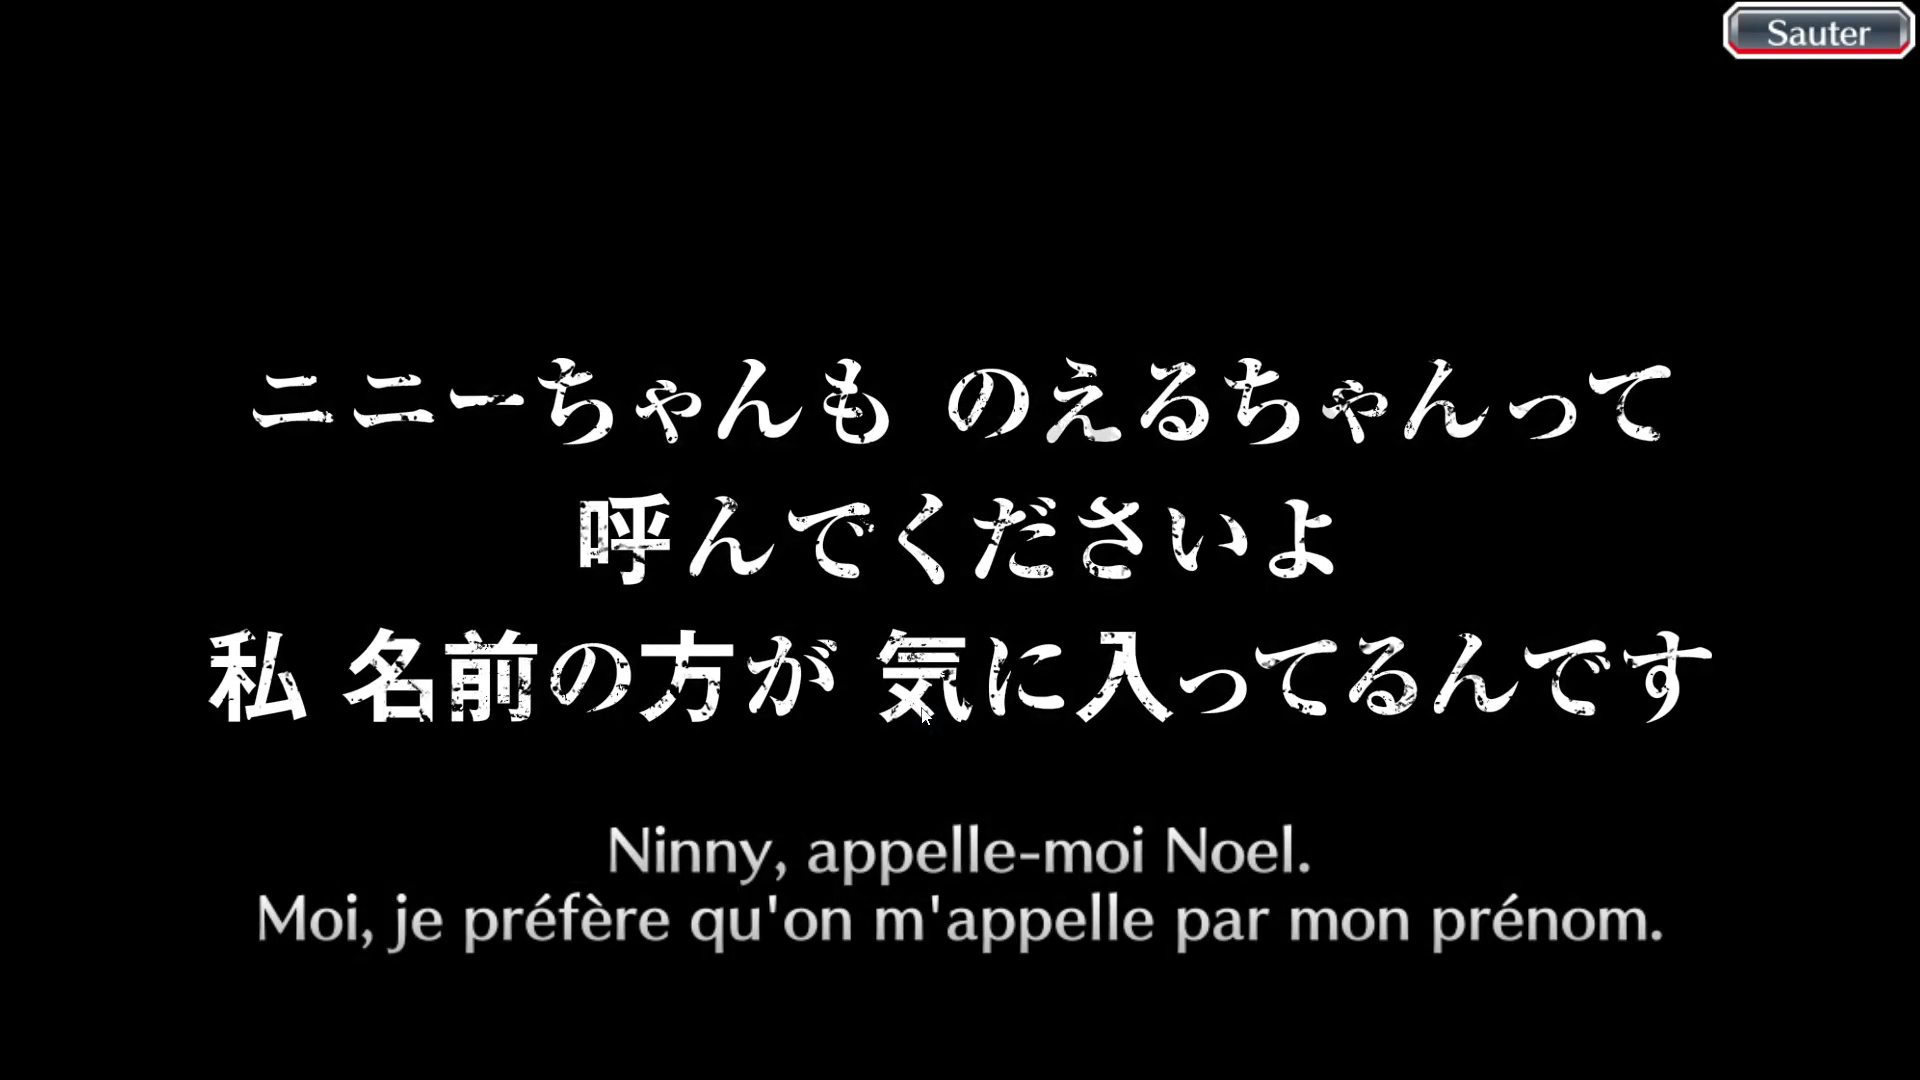 Sauter
ニニーちゃんも のえるちゃんって
呼んでくださいよ
私 名前の方が 気に入ってるんです
Ninny, appelle-moi Noel.
Moi, je préfère qu'on m'appelle par mon prénom.